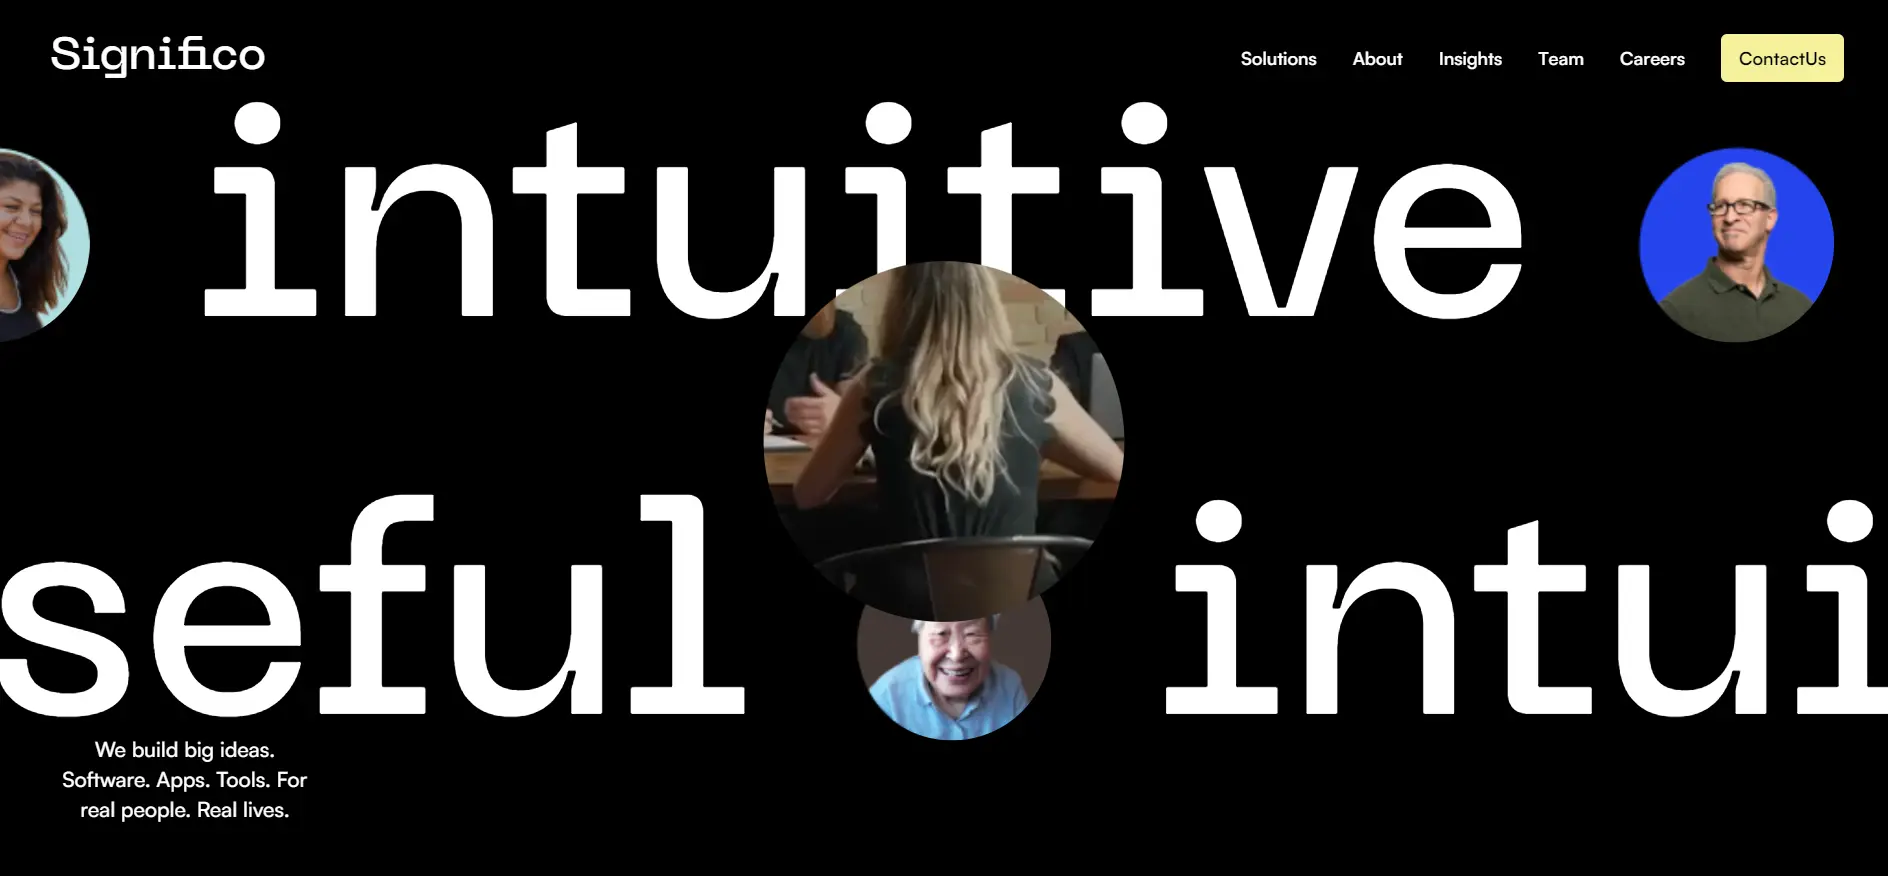 Significo
Solutions About Insights Team Careers ContactUs
intuitive
seful intui
We build big ideas.
Software. Apps. Tools. For
real people. Real lives.